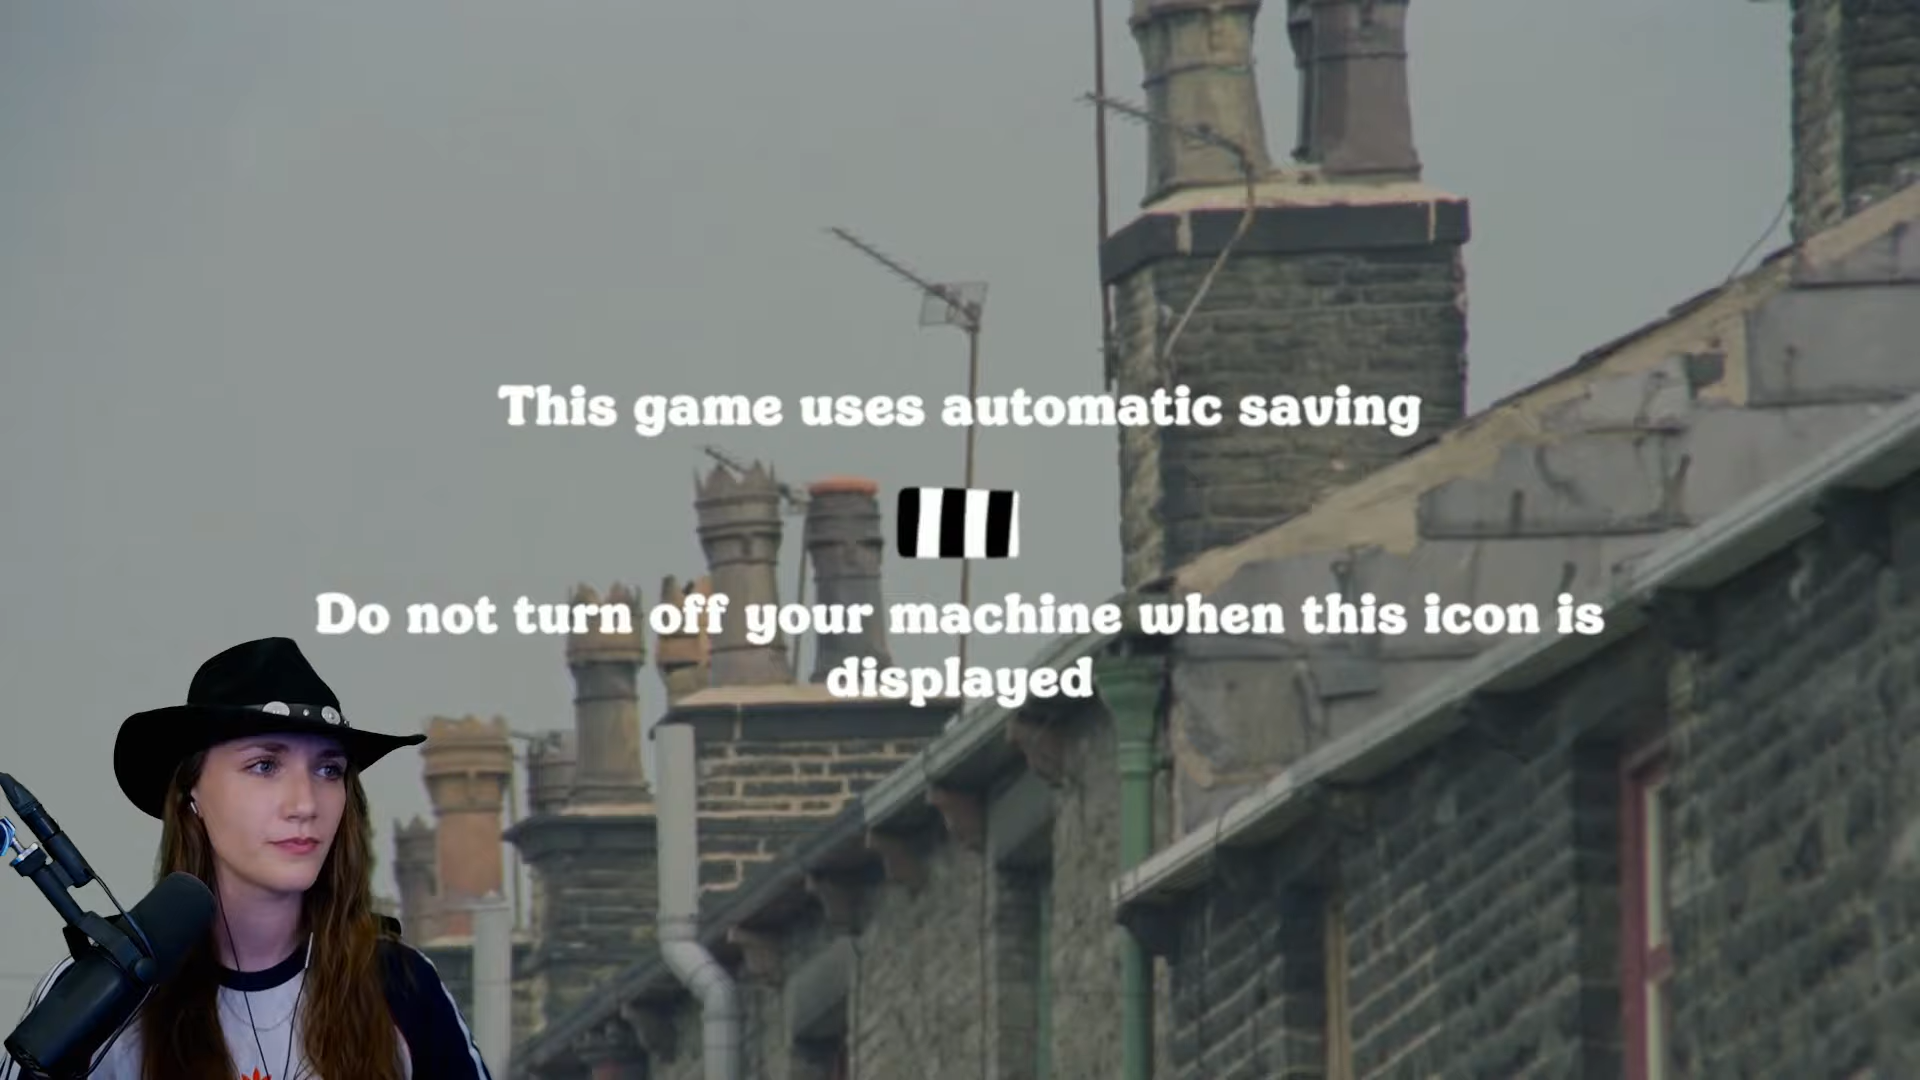 This game uses automatic saving
Do not turn off your machine when this icon is
displayed